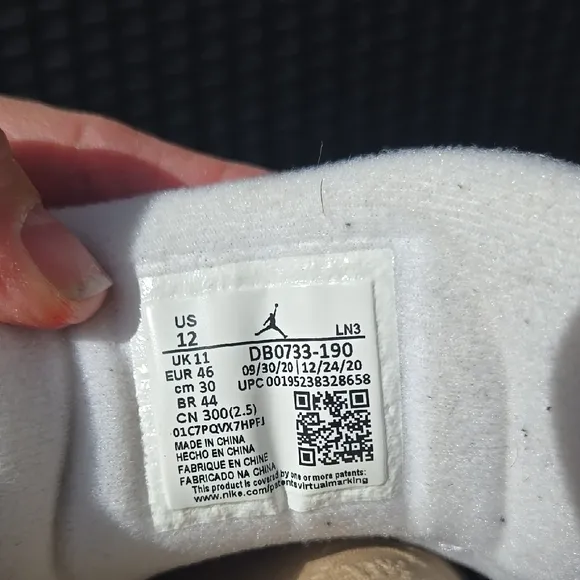 US
12
LN3
UK 11
EUR 46
cm 30
BR 44
CN 300(2.5)
DB0733-190
09/30/20 | 12/24/20
UPC 00195238328658
01C7PQVX7HPFJ
MADE IN CHINA
HECHO EN CHINA
FABRIQUE EN CHINE
FABRICADO NA CHINA
This product is covered by one or more patents:
www.nike.com/patentsvirtualmarking